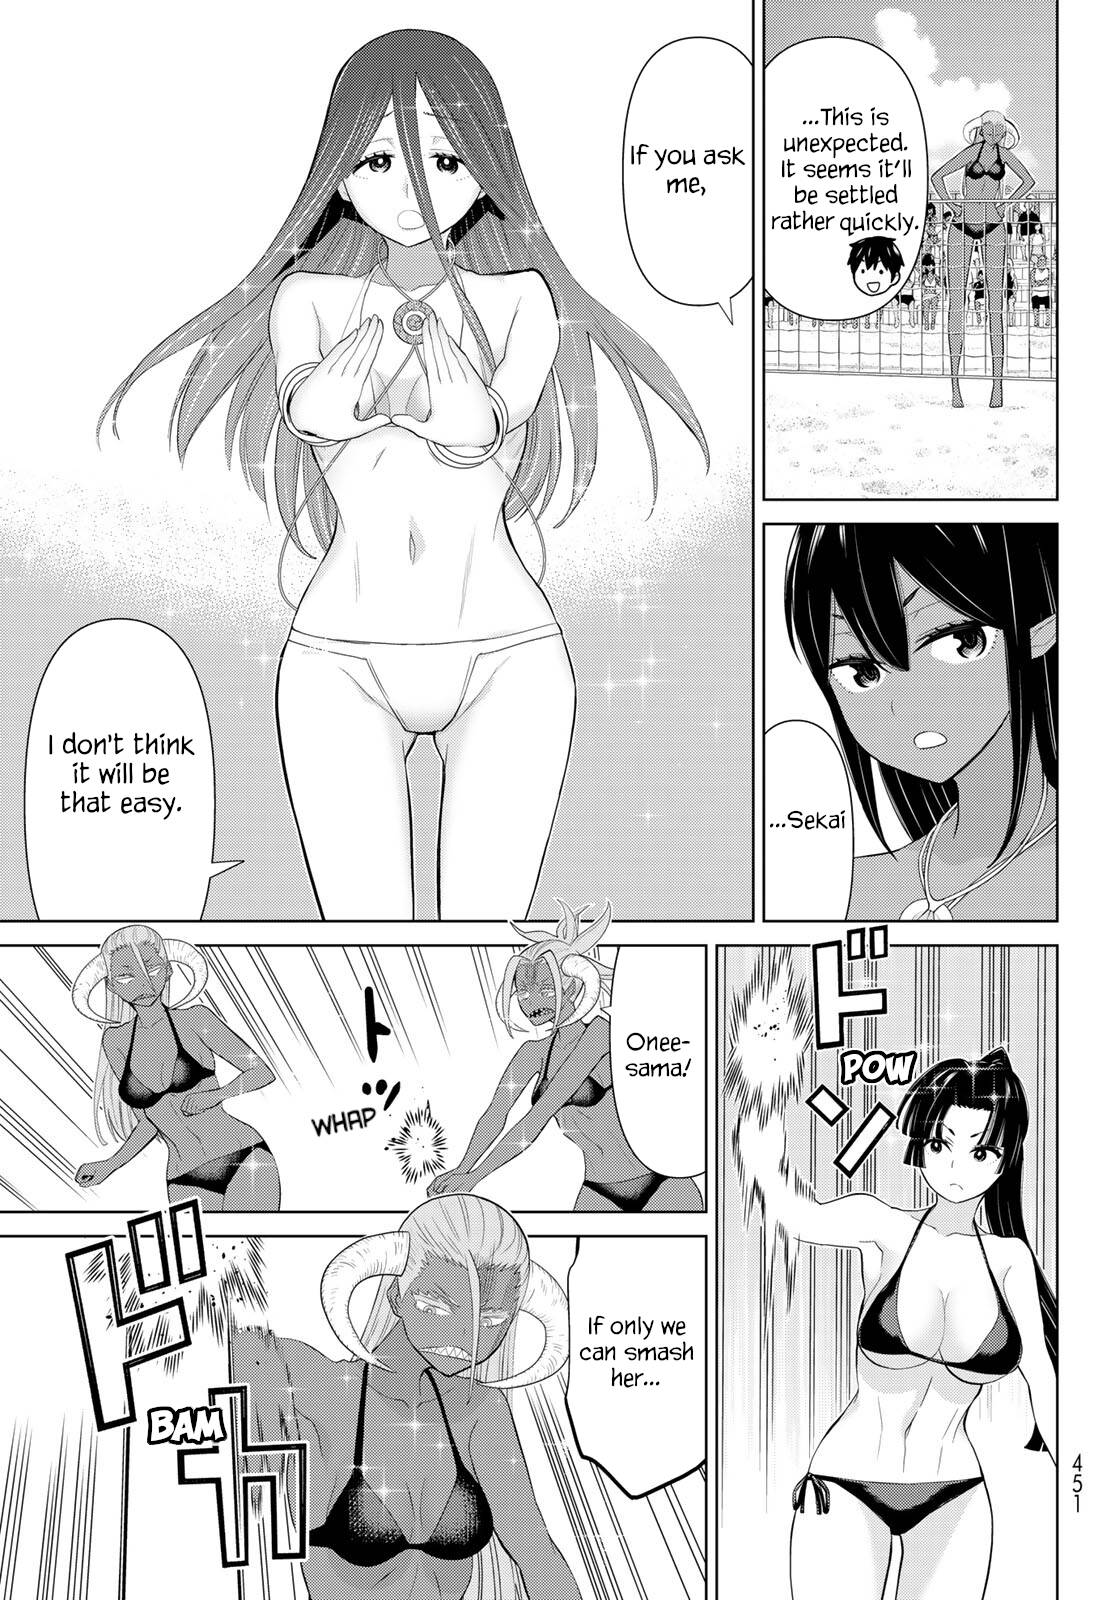 ...This is
unexpected.
It seems it'll
be settled
rather quickly.
...Sekai
If you ask
me,
I don't think
it will be
that easy.
ドン
POW
Onee-
sama!
トッ
WHAP
If only we
can smash
her...
ドカ
BAM
451